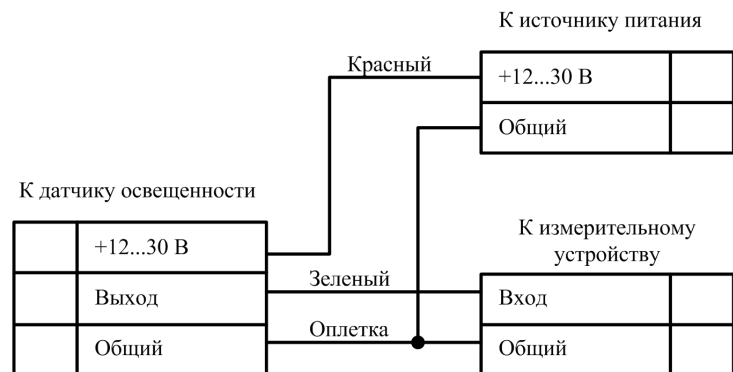 К источнику питания
Красный
+12...30 В
Общий
К датчику освещенности
+12...30 В
Выход
Общий
Зеленый
Оплетка
К измерительному
устройству
Вход
Общий